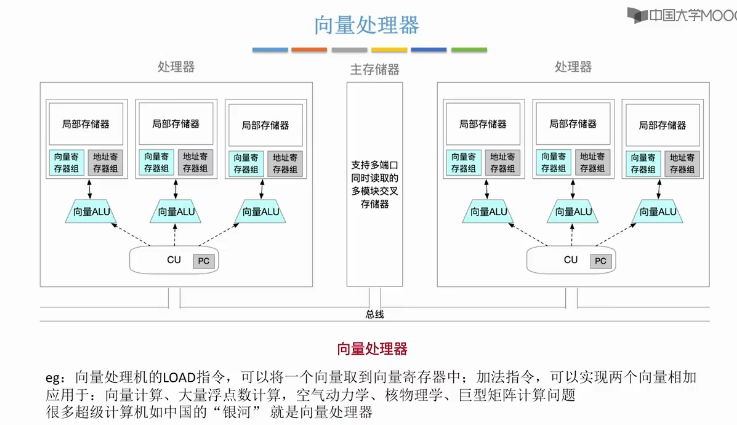 中国大学MOOC
向量处理器
处理器
主存储器
处理器
局部存储器
局部存储器
局部存储器
向量寄
存器组
地址寄
存器组
向量寄
存器组
地址寄
存器组
向量寄
存器组
地址寄
存器组
向量ALU
向量ALU
向量ALU
CU
PC
支持多端口
同时读取的
多模块交叉
存储器
局部存储器
局部存储器
局部存储器
向量寄
存器组
地址寄
存器组
向量寄
存器组
地址寄
存器组
向量寄
存器组
地址寄
存器组
向量ALU
向量ALU
向量ALU
CU
PC
总线
向量处理器
eg：向量处理机的LOAD指令，可以将一个向量取到向量寄存器中；加法指令，可以实现两个向量相加
应用于：向量计算、大量浮点数计算，空气动力学、核物理学、巨型矩阵计算问题
很多超级计算机如中国的“银河” 就是向量处理器